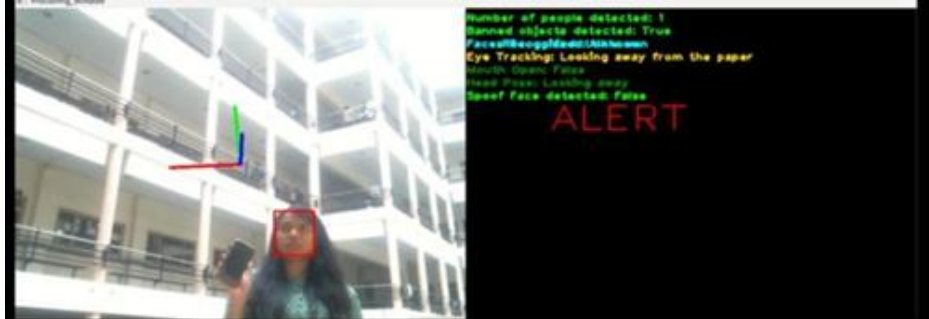 Number of people detected: 1
Banned objects detected: True
Eye Tracking: Looking away from the paper
Mouth Open: False
Head Pose: Looking away
Spoof Face detected: False
ALERT